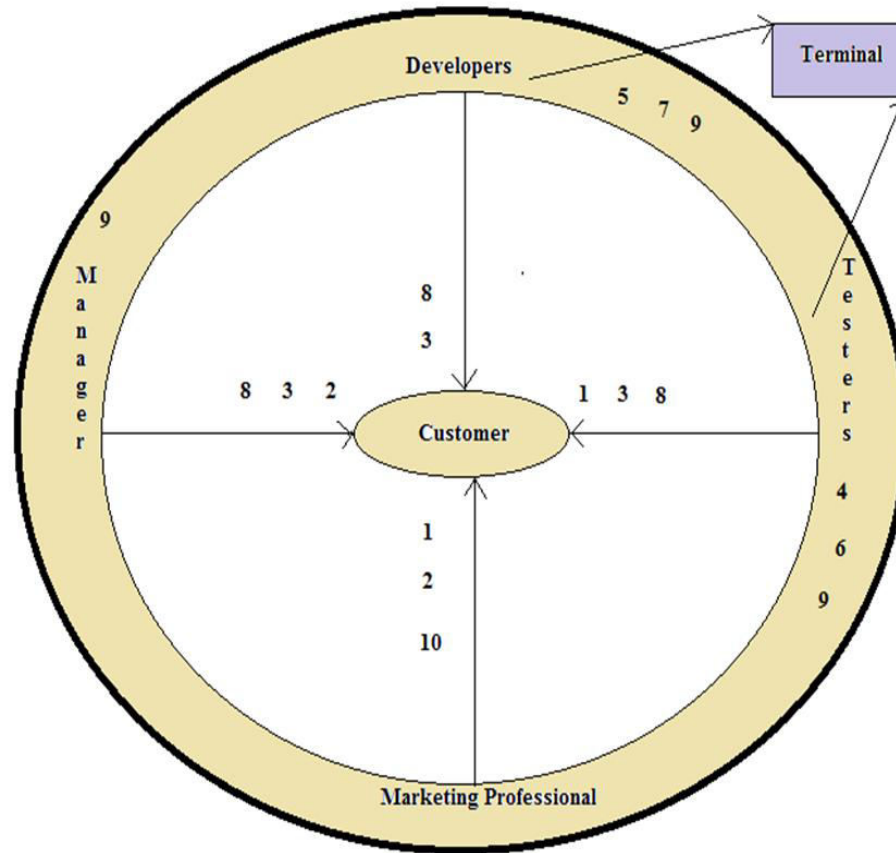 Developers
Terminal
5 7 9
9
Manager
Testers
8
3
8 3 2
1 3 8
Customer
4
6
9
1
2
10
Marketing Professional